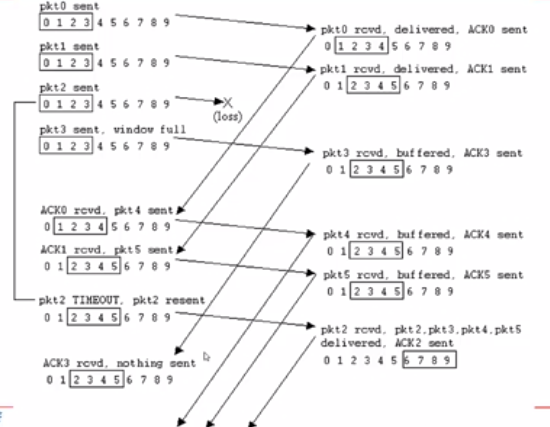 pkt0 sent
0 1 2 3 4 5 6 7 8 9
pkt1 sent
0 1 2 3 4 5 6 7 8 9
pkt2 sent
0 1 2 3 4 5 6 7 8 9
X
(loss)
pkt3 sent, window full
0 1 2 3 4 5 6 7 8 9
ACK0 rcvd, pkt4 sent
0 1 2 3 4 5 6 7 8 9
ACK1 rcvd, pkt5 sent
0 1 2 3 4 5 6 7 8 9
pkt2 TIMEOUT, pkt2 resent
0 1 2 3 4 5 6 7 8 9
ACK3 rcvd, nothing sent
0 1 2 3 4 5 6 7 8 9
pkt0 rcvd, delivered, ACK0 sent
0 1 2 3 4 5 6 7 8 9
pkt1 rcvd, delivered, ACK1 sent
0 1 2 3 4 5 6 7 8 9
pkt3 rcvd, buffered, ACK3 sent
0 1 2 3 4 5 6 7 8 9
pkt4 rcvd, buffered, ACK4 sent
0 1 2 3 4 5 6 7 8 9
pkt5 rcvd, buffered, ACK5 sent
0 1 2 3 4 5 6 7 8 9
pkt2 rcvd, pkt2,pkt3,pkt4,pkt5
delivered, ACK2 sent
0 1 2 3 4 5 6 7 8 9